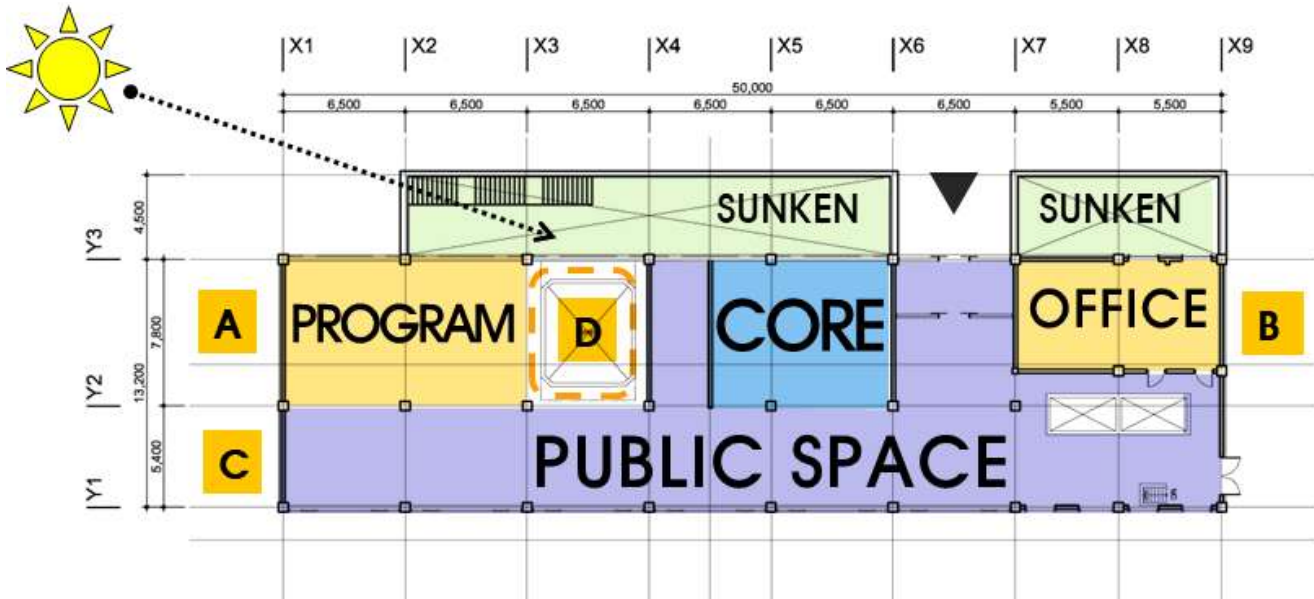 X1 X2 X3 X4 X5 X6 X7 X8 X9
50,000
6,500 6,500 6,500 6,500 6,500 6,500 5,500 5,500
SUNKEN SUNKEN
Y3
4,500
A PROGRAM D CORE OFFICE B
7,800
Y2
13,200
C PUBLIC SPACE
5,400
Y1